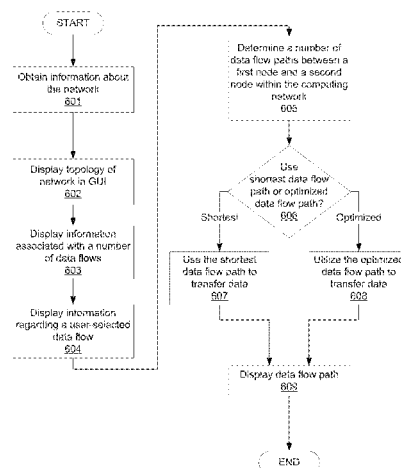 START
Obtain information about
the network
601
Display topology of
network in GUI
602
Display information
associated with a number
of data flows
603
Display information
regarding a user-selected
data flow
604
Determine a number of
data flow paths between a
first node and a second
node within the computing
network
605
Use
shortest data flow
path or optimized
data flow path?
606
Shortest
Optimized
Use the shortest
data flow path to
transfer data
607
Utilize the optimized
data flow path to
transfer data
608
Display data flow path
609
END